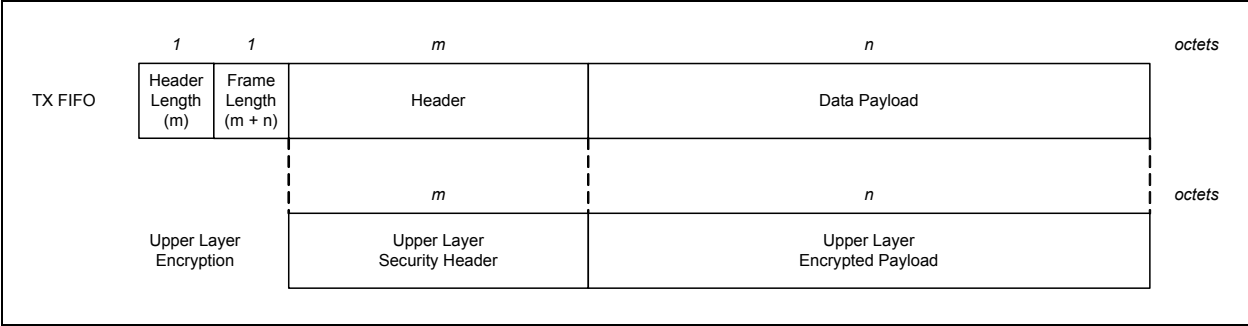 1 1 m n octets
TX FIFO
Header
Length
(m)
Frame
Length
(m + n)
Header
Data Payload
m n octets
Upper Layer
Encryption
Upper Layer
Security Header
Upper Layer
Encrypted Payload